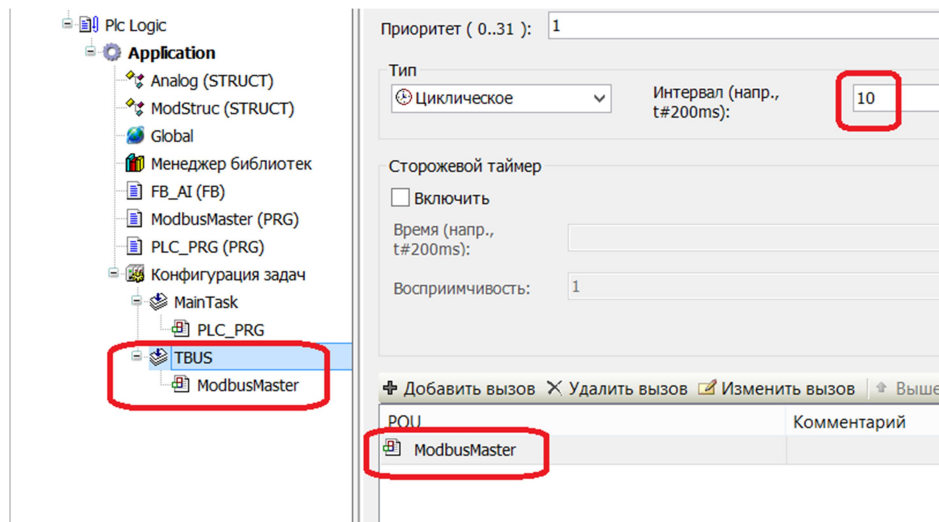 Plc Logic
Application
Analog (STRUCT)
ModStruc (STRUCT)
Global
Менеджер библиотек
FB_AI (FB)
ModbusMaster (PRG)
PLC_PRG (PRG)
Конфигурация задач
MainTask
PLC_PRG
TBUS
ModbusMaster
Приоритет ( 0..31 ): 1
Тип
Циклическое
Интервал (напр.,
t#200ms): 10
Сторожевой таймер
Включить
Время (напр.,
t#200ms):
Восприимчивость: 1
Добавить вызов Удалить вызов Изменить вызов Выше
POU Комментарий
ModbusMaster